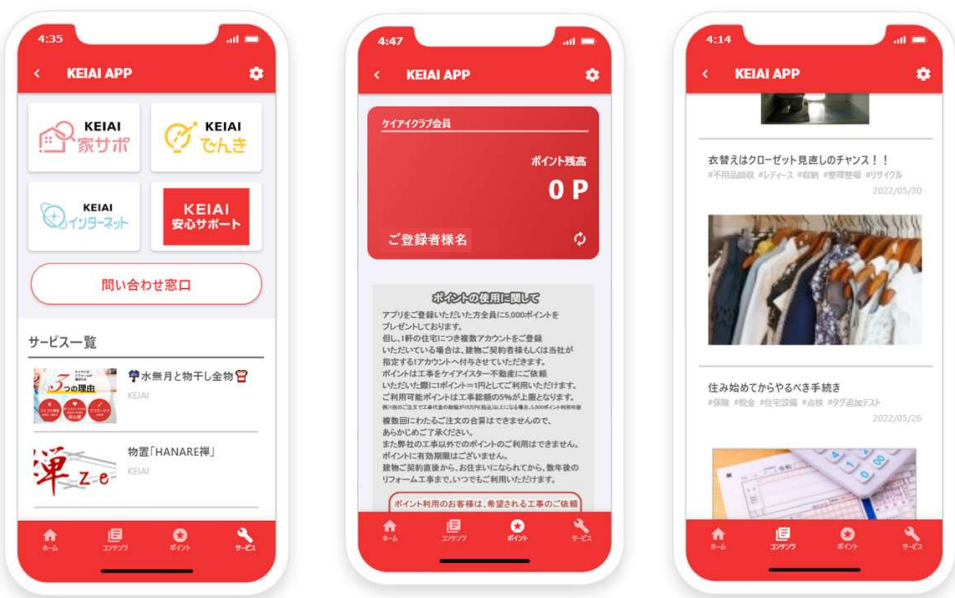 4:35
KEIAI APP
KEIAI
家サポ
KEIAI
でんき
KEIAI
インターネット
KEIAI
安心サポート
問い合わせ窓口
サービス一覧
3つの理由
水無月と物干し金物
KEIAI
禅 Ze
物置「HANARE禅」
KEIAI
ホーム
コンテンツ
ポイント
サービス
4:47
KEIAI APP
ケイアイクラブ会員
ポイント残高
0 P
ご登録者様名
ポイントの使用に関して
アプリをご登録いただいた方全員に5,000ポイントを
プレゼントしております。
但し、1軒の住宅につき複数アカウントをご登録
いただいている場合は、建物ご契約者様もしくは当社が
指定する1アカウントへ付与させていただきます。
ポイントは工事をケイアイスター不動産にご依頼
いただいた際に1ポイント=1円としてご利用いただけます。
ご利用可能ポイントは工事総額の5%が上限となります。
複数回にわたるご注文の合算はできませんので、
あらかじめご了承ください。
また弊社の工事以外でのポイントのご利用はできません。
ポイントに有効期限はございません。
建物ご契約直後から、お住まいになられてから、数年後の
リフォーム工事まで、いつでもご利用いただけます。
ポイント利用のお客様は、希望される工事のご依頼
ホーム
コンテンツ
ポイント
サービス
4:14
KEIAI APP
衣替えはクローゼット見直しのチャンス！！
#不用品回収 #レディース #収納 #整理整頓 #リサイクル
2022/05/30
住み始めてからやるべき手続き
#保険 #税金 #住宅設備 #点検 #タグ追加テスト
2022/05/26
ホーム
コンテンツ
ポイント
サービス